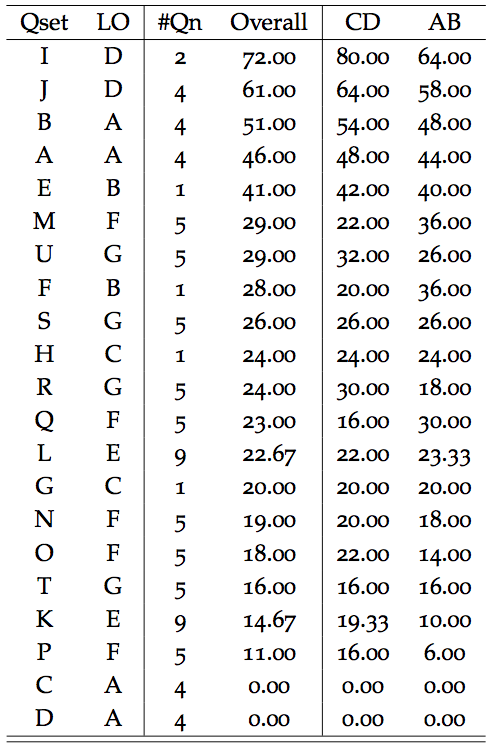 Qset LO #Qn Overall CD AB
I D 2 72.00 80.00 64.00
J D 4 61.00 64.00 58.00
B A 4 51.00 54.00 48.00
A A 4 46.00 48.00 44.00
E B 1 41.00 42.00 40.00
M F 5 29.00 22.00 36.00
U G 5 29.00 32.00 26.00
F B 1 28.00 20.00 36.00
S G 5 26.00 26.00 26.00
H C 1 24.00 24.00 24.00
R G 5 24.00 30.00 18.00
Q F 5 23.00 16.00 30.00
L E 9 22.67 22.00 23.33
G C 1 20.00 20.00 20.00
N F 5 19.00 20.00 18.00
O F 5 18.00 22.00 14.00
T G 5 16.00 16.00 16.00
K E 9 14.67 19.33 10.00
P F 5 11.00 16.00 6.00
C A 4 0.00 0.00 0.00
D A 4 0.00 0.00 0.00